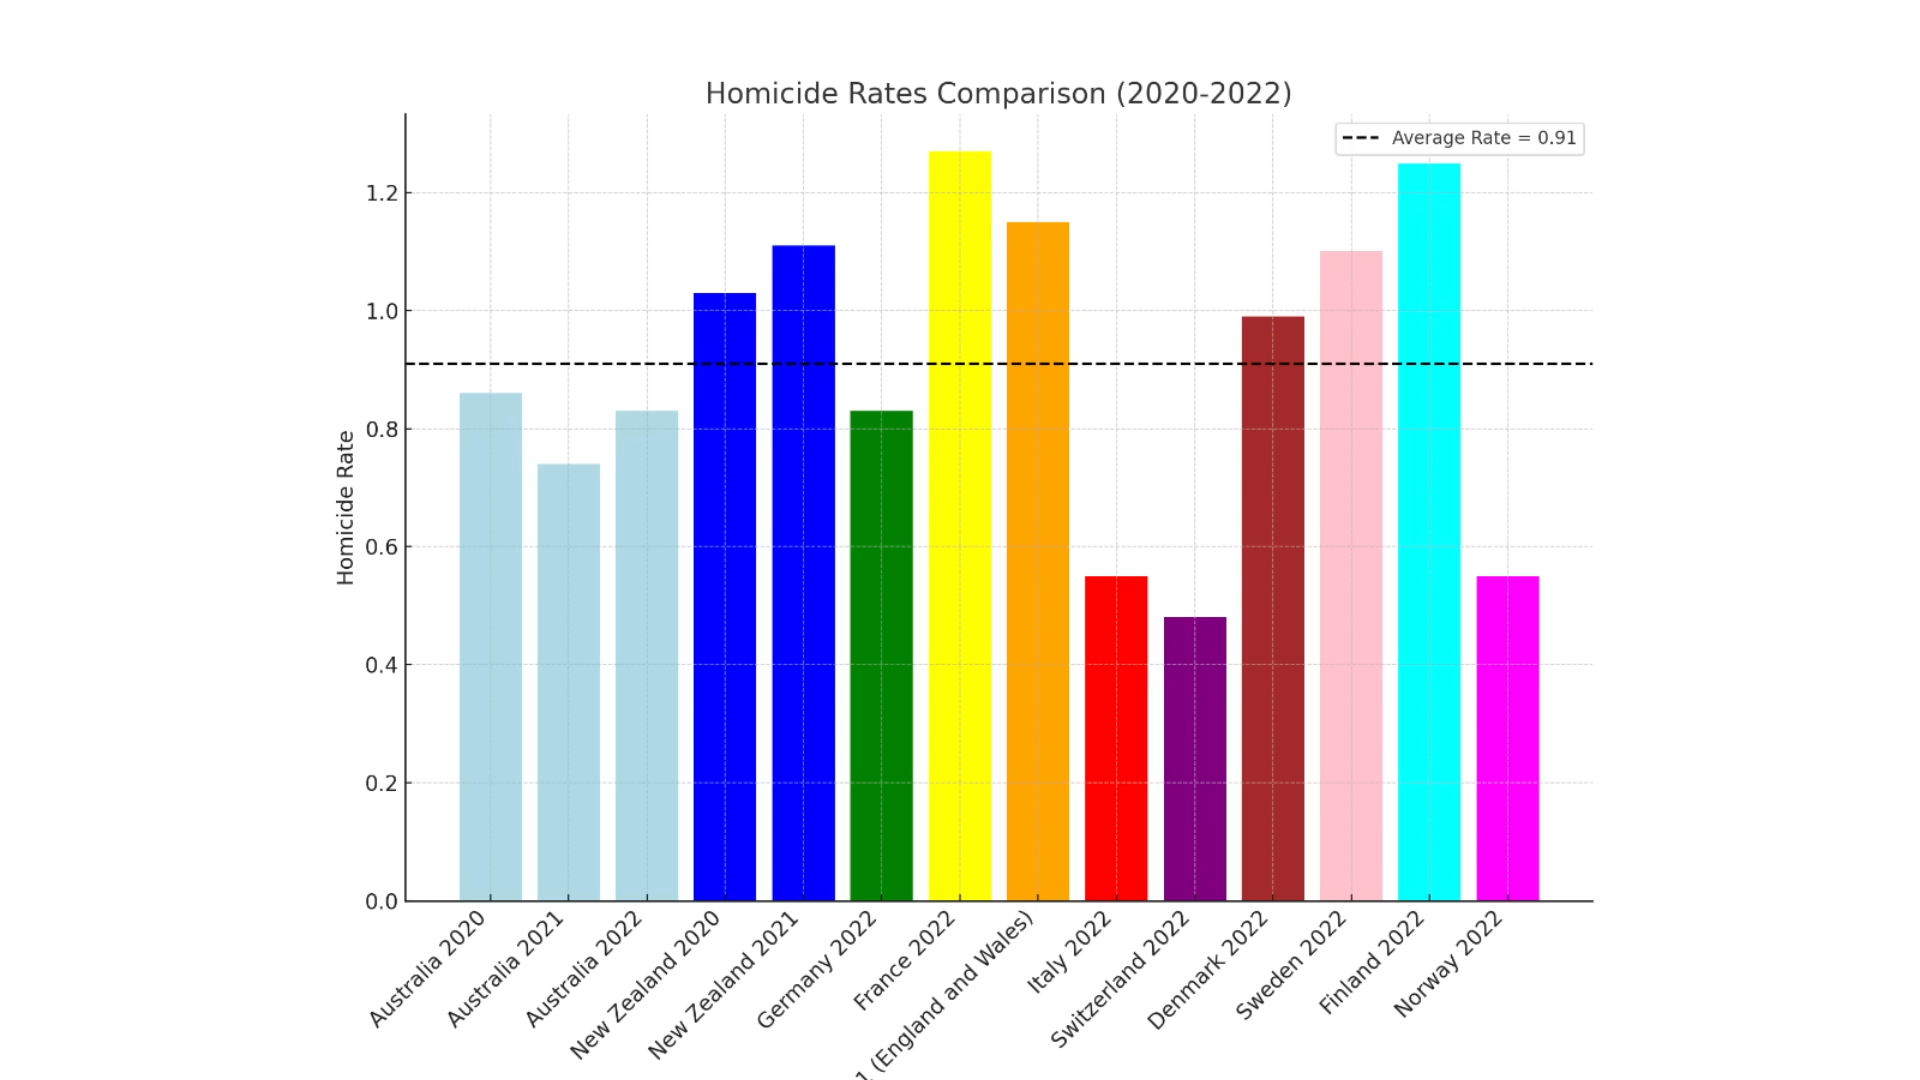 Homicide Rates Comparison (2020-2022)
Average Rate = 0.91
Homicide Rate
1.2
1.0
0.8
0.6
0.4
0.2
0.0
Australia 2020
Australia 2021
Australia 2022
New Zealand 2020
New Zealand 2021
Germany 2022
France 2022
1 (England and Wales)
Italy 2022
Switzerland 2022
Denmark 2022
Sweden 2022
Finland 2022
Norway 2022